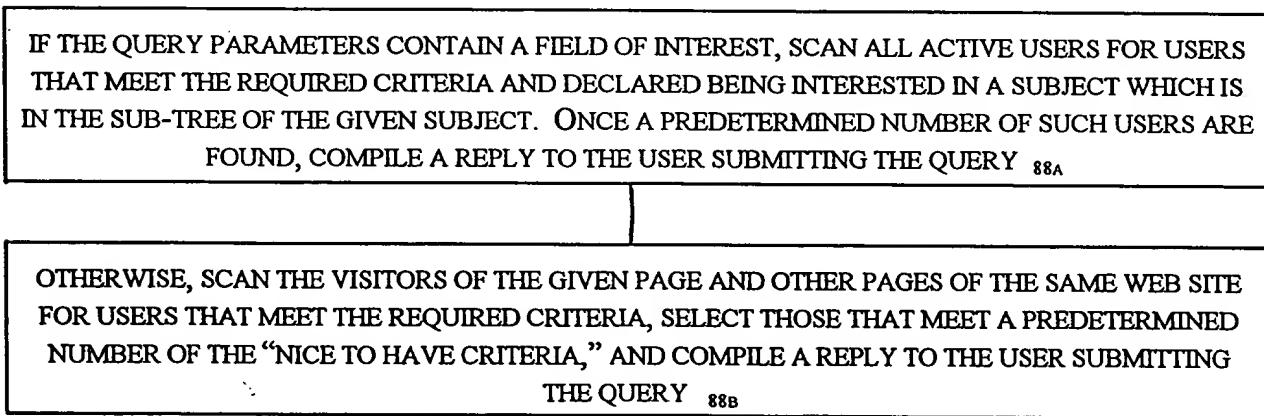 IF THE QUERY PARAMETERS CONTAIN A FIELD OF INTEREST, SCAN ALL ACTIVE USERS FOR USERS
THAT MEET THE REQUIRED CRITERIA AND DECLARED BEING INTERESTED IN A SUBJECT WHICH IS
IN THE SUB-TREE OF THE GIVEN SUBJECT. ONCE A PREDETERMINED NUMBER OF SUCH USERS ARE
FOUND, COMPILE A REPLY TO THE USER SUBMITTING THE QUERY 88A
OTHERWISE, SCAN THE VISITORS OF THE GIVEN PAGE AND OTHER PAGES OF THE SAME WEB SITE
FOR USERS THAT MEET THE REQUIRED CRITERIA, SELECT THOSE THAT MEET A PREDETERMINED
NUMBER OF THE “NICE TO HAVE CRITERIA,” AND COMPILE A REPLY TO THE USER SUBMITTING
THE QUERY 88B